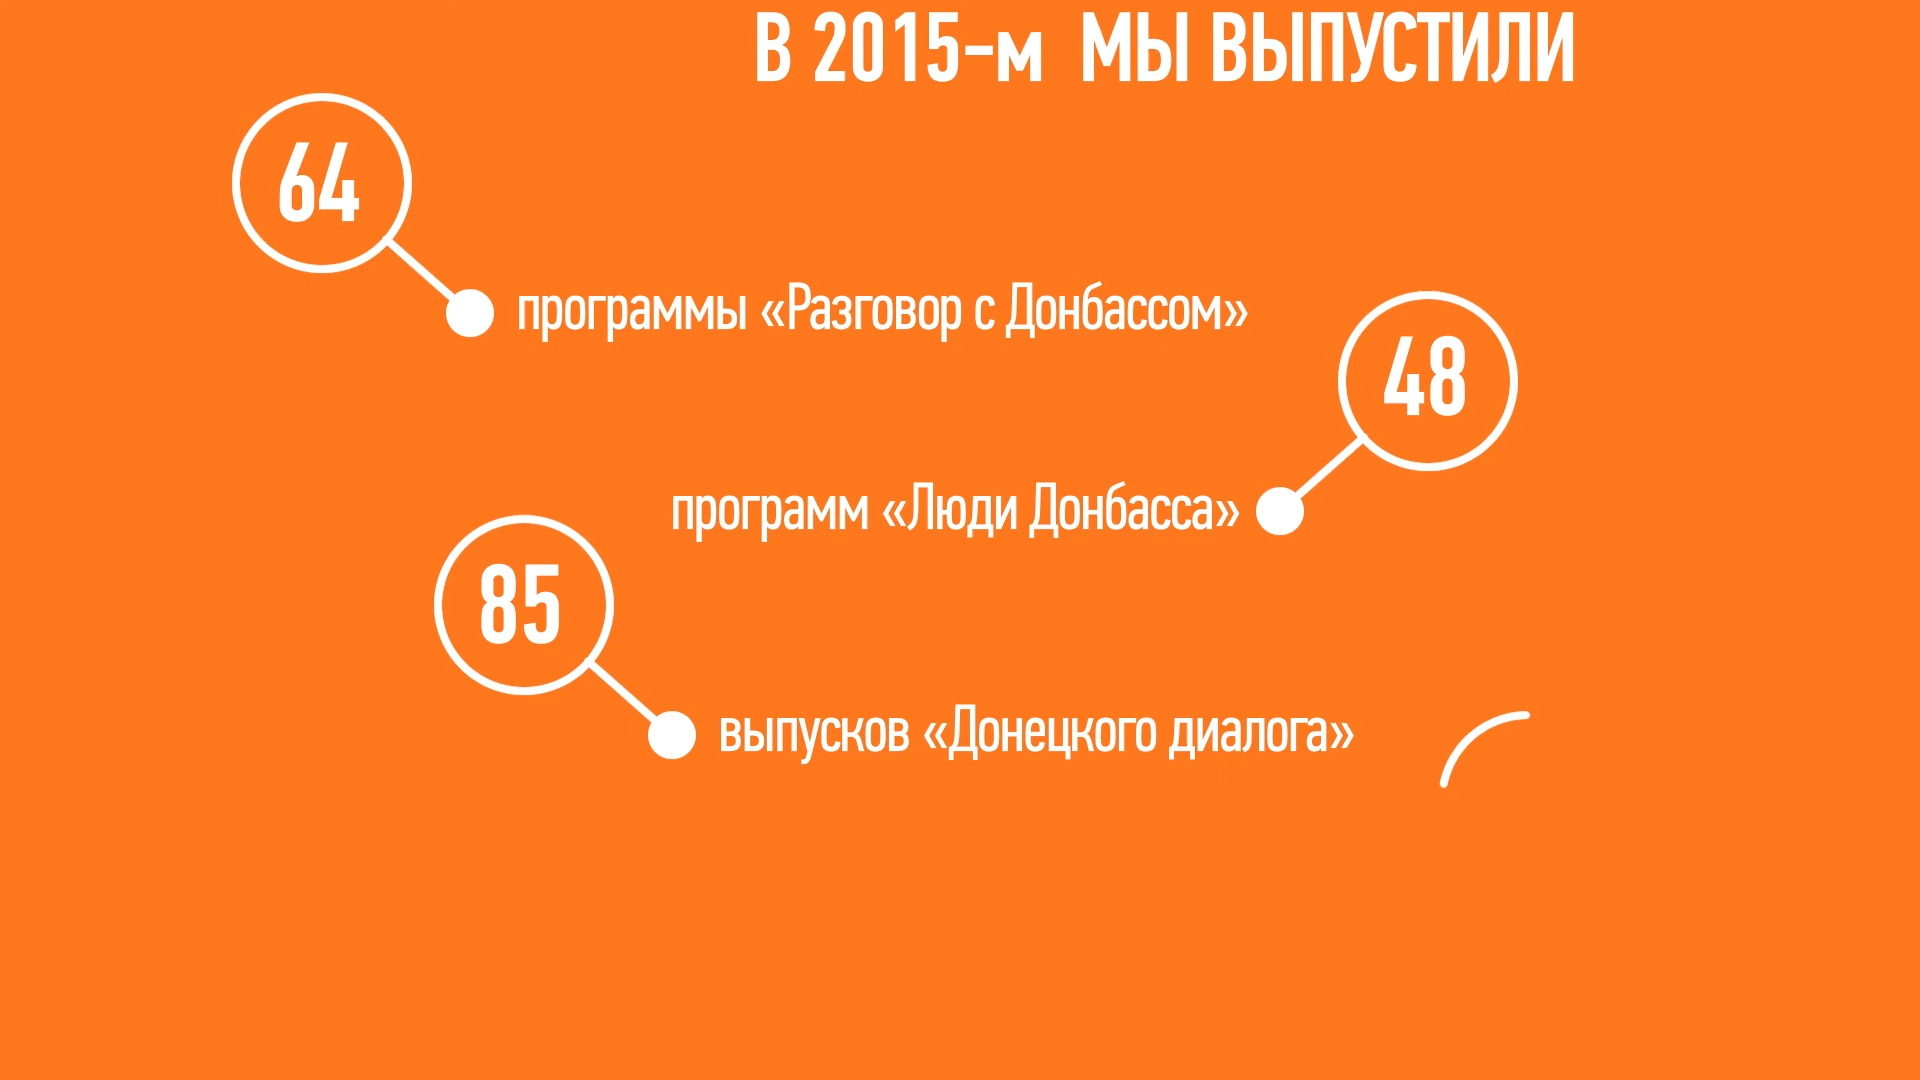 В 2015-м МЫ ВЫПУСТИЛИ
64
программы «Разговор с Донбассом»
48
программ «Люди Донбасса»
85
выпусков «Донецкого диалога»